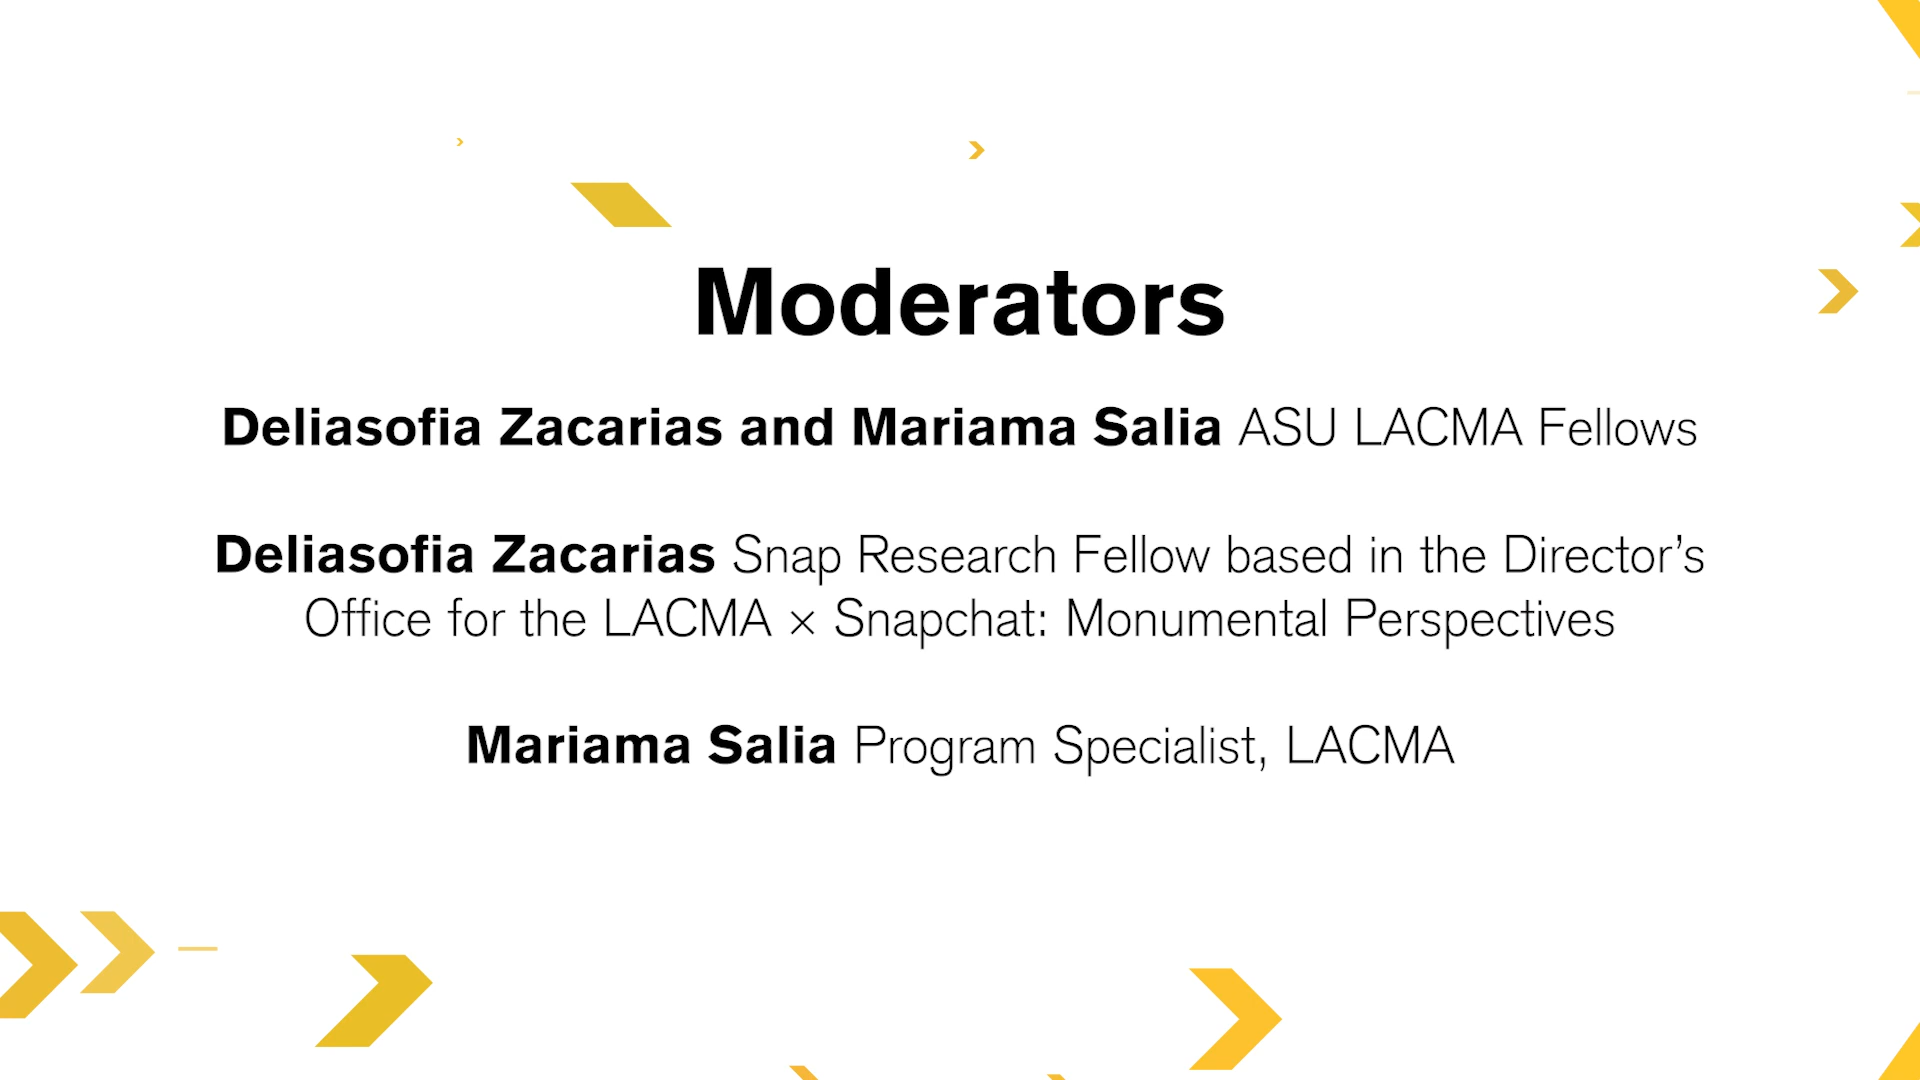 Moderators
Deliasofia Zacarias and Mariama Salia ASU LACMA Fellows
Deliasofia Zacarias Snap Research Fellow based in the Director’s
Office for the LACMA × Snapchat: Monumental Perspectives
Mariama Salia Program Specialist, LACMA